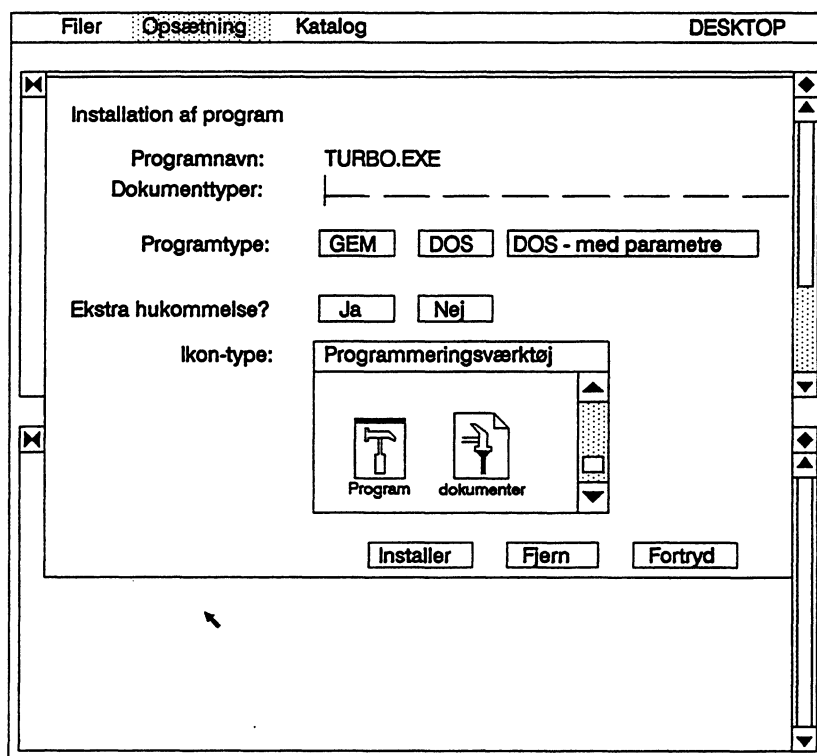 Filer Opsætning Katalog DESKTOP
Installation af program
Programnavn: TURBO.EXE
Dokumenttyper:
Programtype: GEM DOS DOS - med parametre
Ekstra hukommelse? Ja Nej
Ikon-type: Programmeringsværktøj
Program dokumenter
Installer Fjern Fortryd